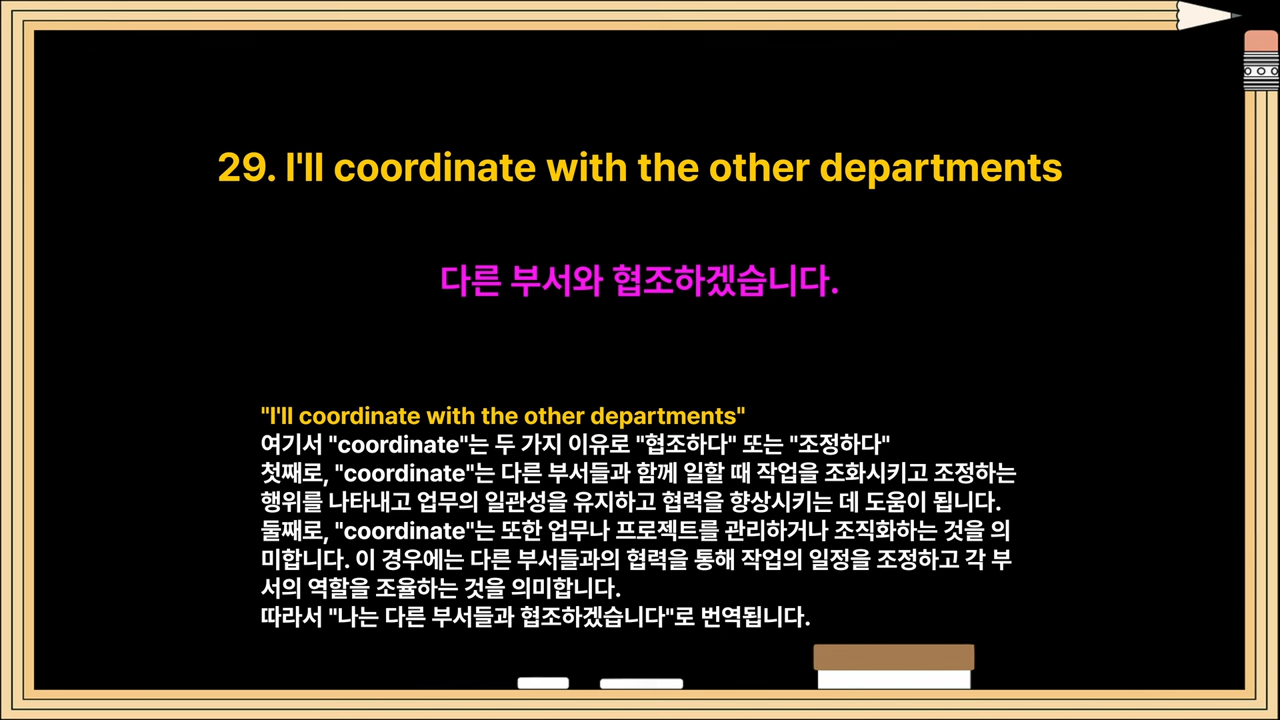 29. I'll coordinate with the other departments
다른 부서와 협조하겠습니다.
"I'll coordinate with the other departments"
여기서 "coordinate"는 두 가지 이유로 "협조하다" 또는 "조정하다"
첫째로, "coordinate"는 다른 부서들과 함께 일할 때 작업을 조화시키고 조정하는
행위를 나타내고 업무의 일관성을 유지하고 협력을 향상시키는 데 도움이 됩니다.
둘째로, "coordinate"는 또한 업무나 프로젝트를 관리하거나 조직화하는 것을 의
미합니다. 이 경우에는 다른 부서들과의 협력을 통해 작업의 일정을 조정하고 각 부
서의 역할을 조율하는 것을 의미합니다.
따라서 "나는 다른 부서들과 협조하겠습니다"로 번역됩니다.